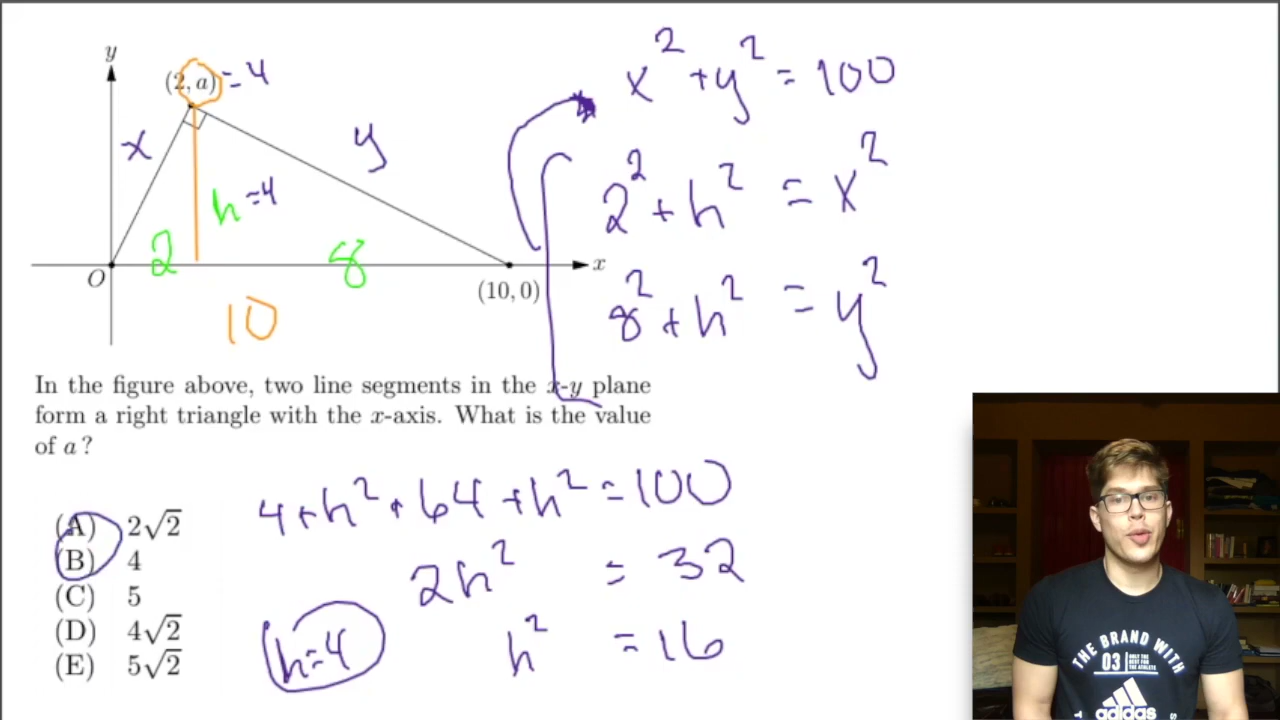 y
(2, a) = 4
x
y
h = 4
2
8
O
x
(10, 0)
10
x² + y² = 100
2² + h² = x²
8² + h² = y²
In the figure above, two line segments in the x-y plane
form a right triangle with the x-axis. What is the value
of a?
(A) 2√2
(B) 4
(C) 5
(D) 4√2
(E) 5√2
4 + h² + 64 + h² = 100
2h² = 32
h² = 16
h = 4
THE BRAND WITH
03
adidas